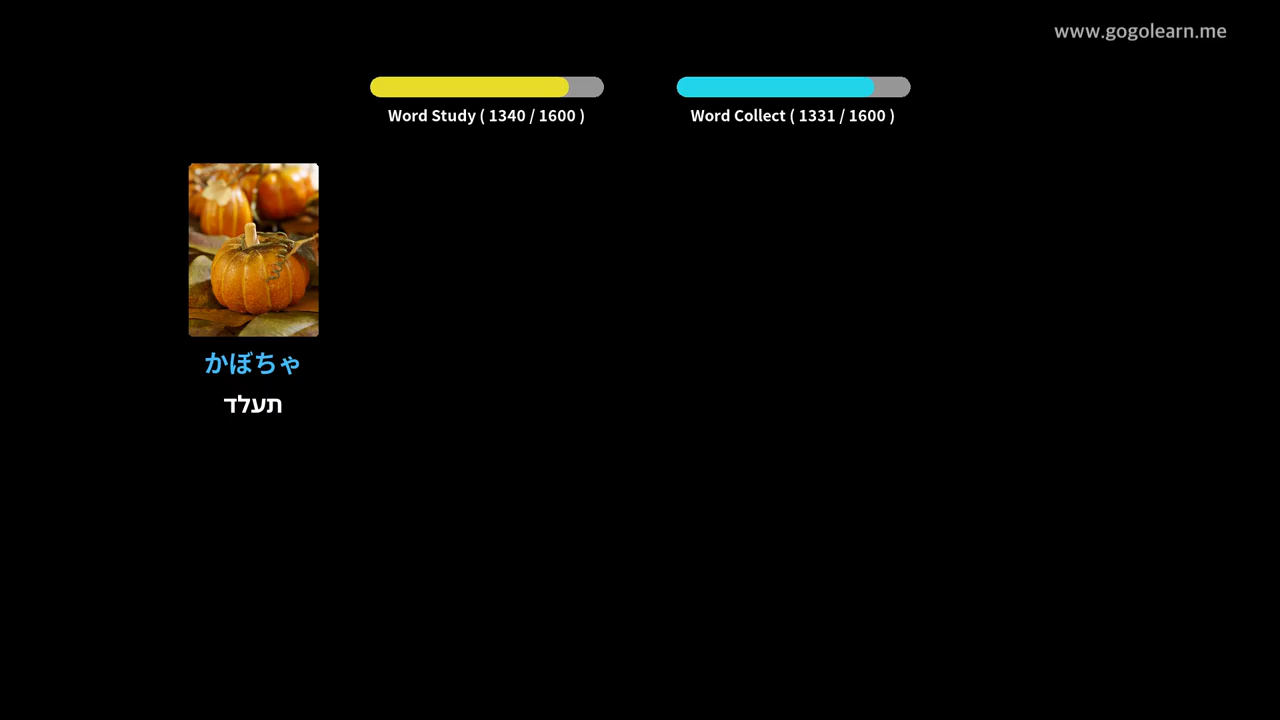 www.gogolearn.me
Word Study ( 1340 / 1600 )
Word Collect ( 1331 / 1600 )
かぼちゃ
תעלד